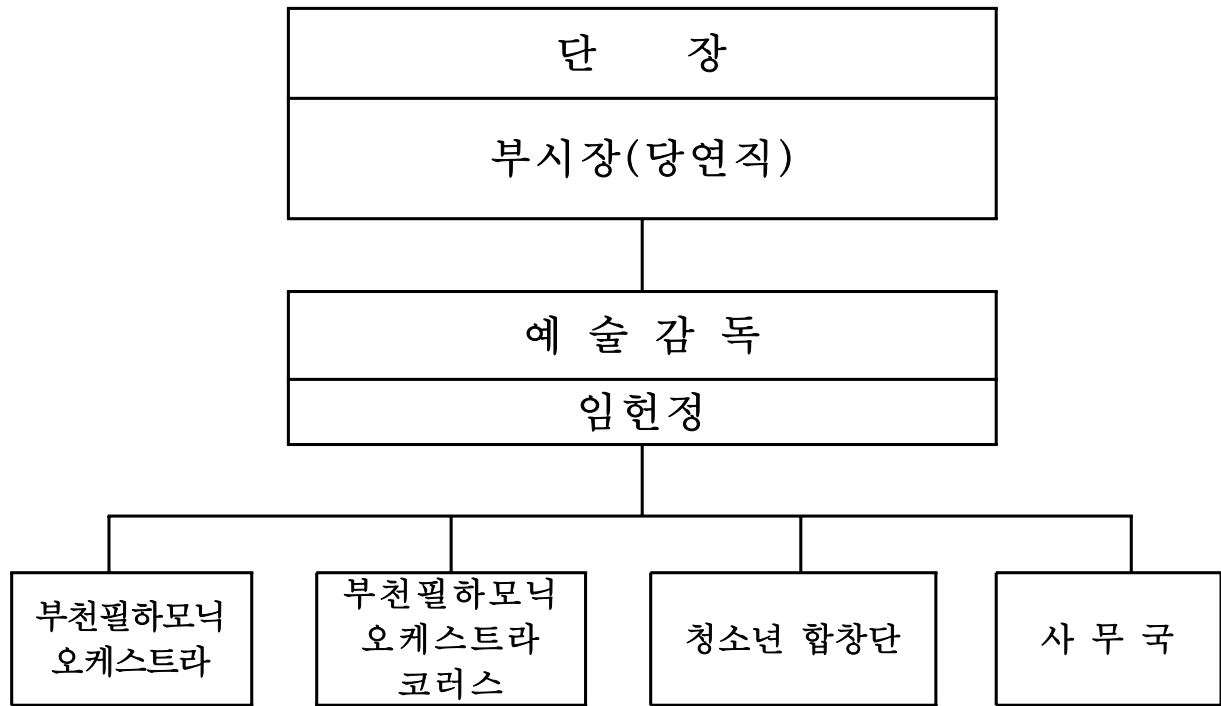 단 장
부시장(당연직)
예 술 감 독
임헌정
부천필하모닉
오케스트라
부천필하모닉
오케스트라
코러스
청소년 합창단
사 무 국